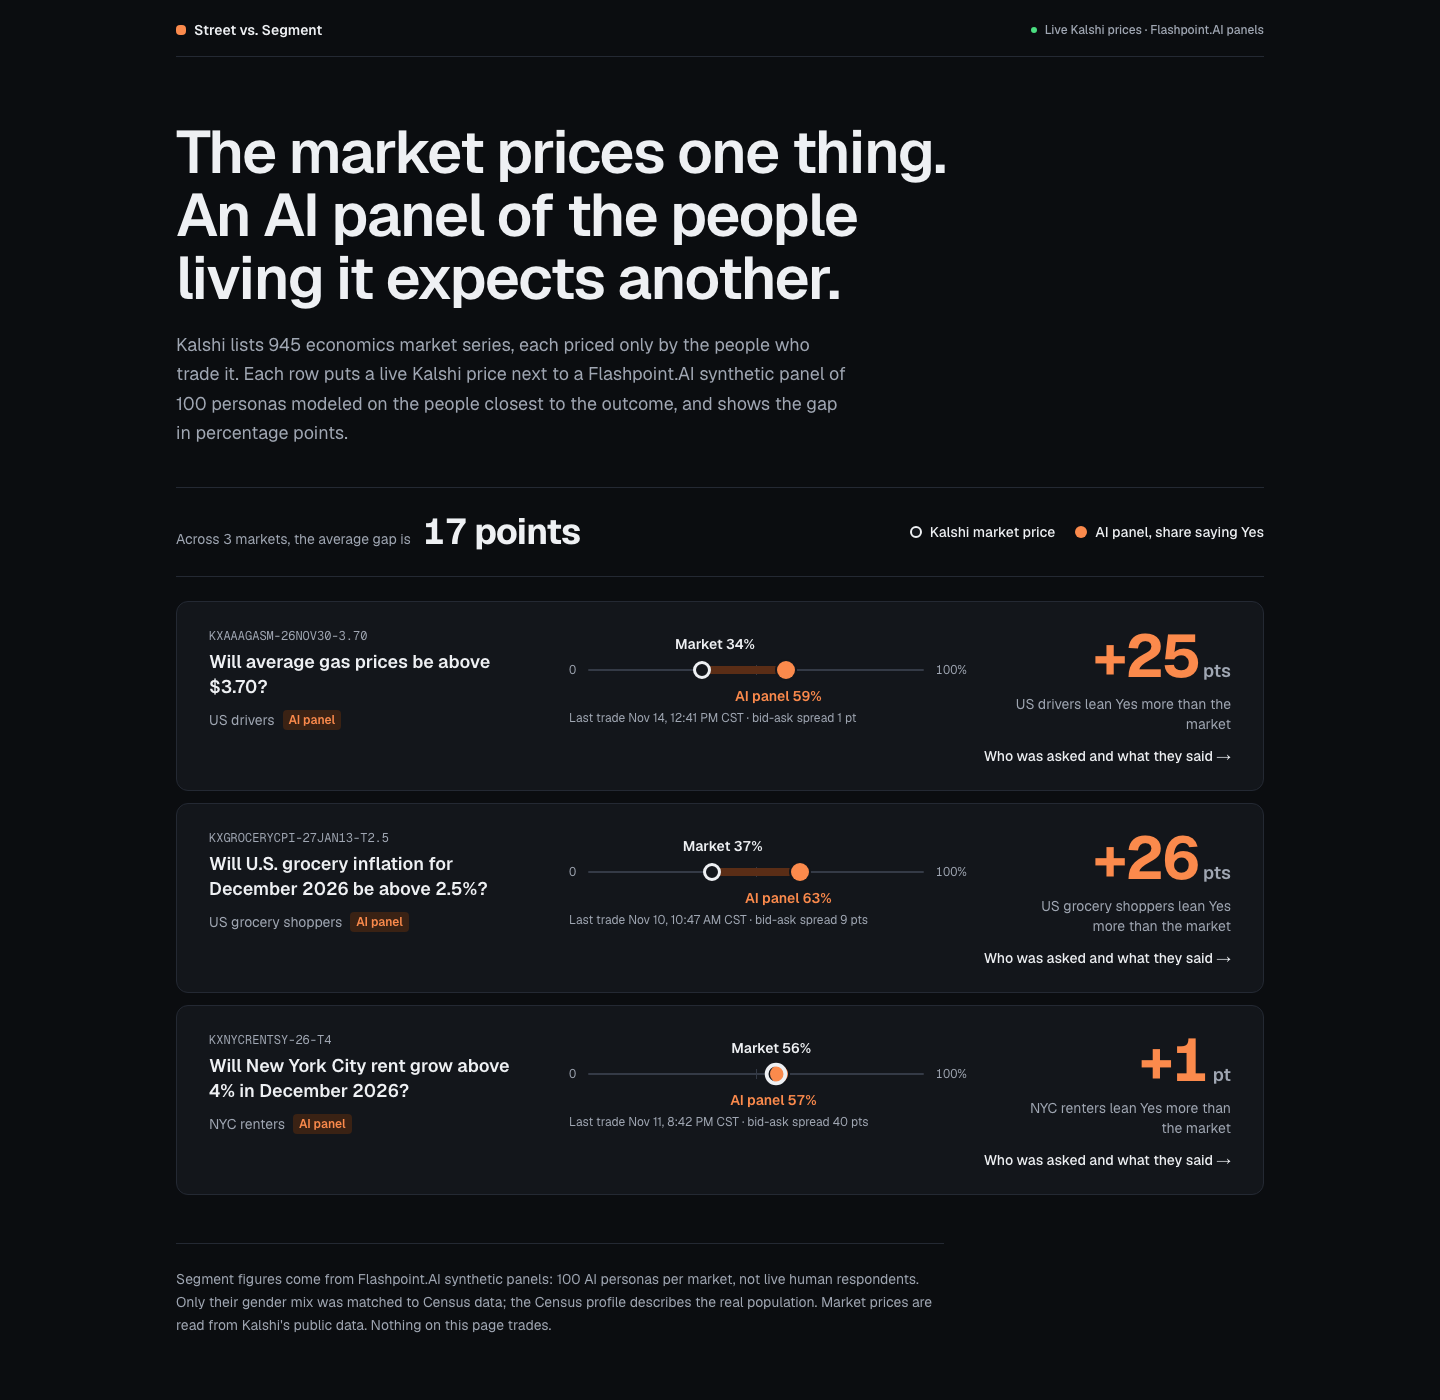 Street vs. Segment
Live Kalshi prices · Flashpoint.AI panels
The market prices one thing.
An AI panel of the people
living it expects another.
Kalshi lists 945 economics market series, each priced only by the people who
trade it. Each row puts a live Kalshi price next to a Flashpoint.AI synthetic panel of
100 personas modeled on the people closest to the outcome, and shows the gap
in percentage points.
Across 3 markets, the average gap is 17 points
Kalshi market price
AI panel, share saying Yes
KXAAAGASM-26NOV30-3.70
Will average gas prices be above
$3.70?
US drivers AI panel
Market 34%
0 100%
AI panel 59%
Last trade Nov 14, 12:41 PM CST · bid-ask spread 1 pt
+25 pts
US drivers lean Yes more than the
market
Who was asked and what they said →
KXGROCERYCPI-27JAN13-T2.5
Will U.S. grocery inflation for
December 2026 be above 2.5%?
US grocery shoppers AI panel
Market 37%
0 100%
AI panel 63%
Last trade Nov 10, 10:47 AM CST · bid-ask spread 9 pts
+26 pts
US grocery shoppers lean Yes
more than the market
Who was asked and what they said →
KXNYCRENTSY-26-T4
Will New York City rent grow above
4% in December 2026?
NYC renters AI panel
Market 56%
0 100%
AI panel 57%
Last trade Nov 11, 8:42 PM CST · bid-ask spread 40 pts
+1 pt
NYC renters lean Yes more than
the market
Who was asked and what they said →
Segment figures come from Flashpoint.AI synthetic panels: 100 AI personas per market, not live human respondents.
Only their gender mix was matched to Census data; the Census profile describes the real population. Market prices are
read from Kalshi's public data. Nothing on this page trades.